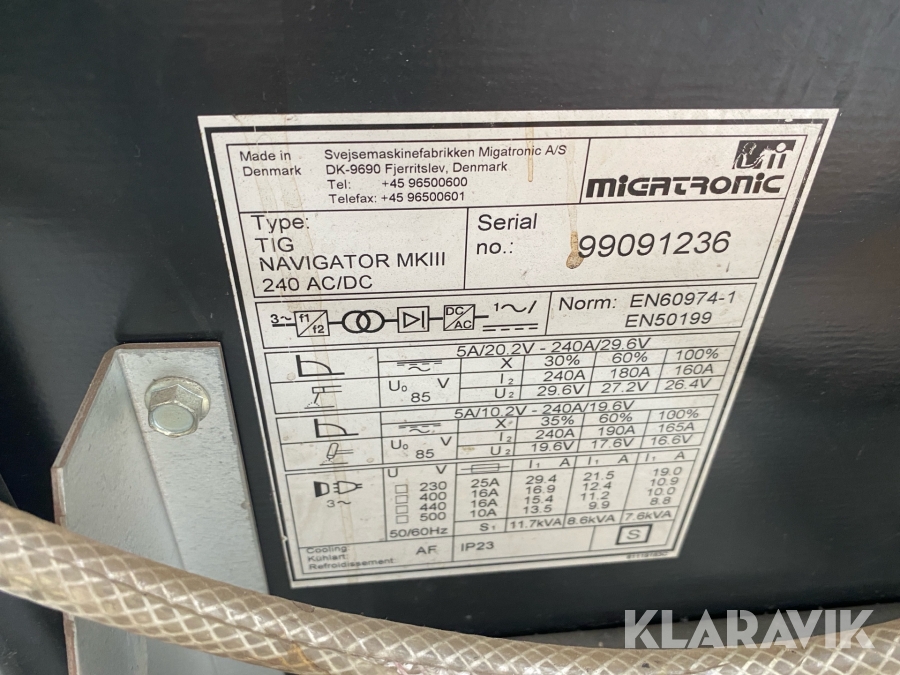 Made in
Denmark
Svejsemaskinefabrikken Migatronic A/S
DK-9690 Fjerritslev, Denmark
Tel: +45 96500600
Telefax: +45 96500601
MIGATRONIC
Type:
TIG
NAVIGATOR MKIII
240 AC/DC
Serial
no.: 99091236
3~ f1 f2 DC AC 1~
Norm: EN60974-1
EN50199
5A/20.2V - 240A/29.6V
X 30% 60% 100%
I2 240A 180A 160A
U0 V 85 U2 29.6V 27.2V 26.4V
5A/10.2V - 240A/19.6V
X 35% 60% 100%
I2 240A 190A 165A
U0 V 85 U2 19.6V 17.6V 16.6V
U V I1 A I1 A I1 A
3~ 230 25A 29.4 21.5 19.0
400 16A 16.9 12.4 10.9
440 16A 15.4 11.2 10.0
500 10A 13.5 9.9 8.8
50/60Hz S1 11.7kVA 8.6kVA 7.6kVA
Cooling
Kühlart
Refroidissement
AF IP23
S
KLARAVIK